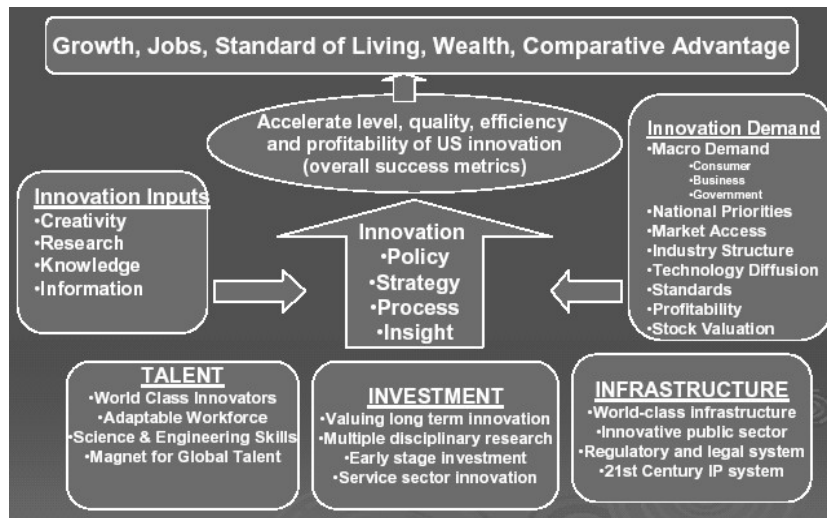 Growth, Jobs, Standard of Living, Wealth, Comparative Advantage
Accelerate level, quality, efficiency
and profitability of US innovation
(overall success metrics)
Innovation Inputs
•Creativity
•Research
•Knowledge
•Information
Innovation
•Policy
•Strategy
•Process
•Insight
Innovation Demand
•Macro Demand
•Consumer
•Business
•Government
•National Priorities
•Market Access
•Industry Structure
•Technology Diffusion
•Standards
•Profitability
•Stock Valuation
TALENT
•World Class Innovators
•Adaptable Workforce
•Science & Engineering Skills
•Magnet for Global Talent
INVESTMENT
•Valuing long term innovation
•Multiple disciplinary research
•Early stage investment
•Service sector innovation
INFRASTRUCTURE
•World-class infrastructure
•Innovative public sector
•Regulatory and legal system
•21st Century IP system